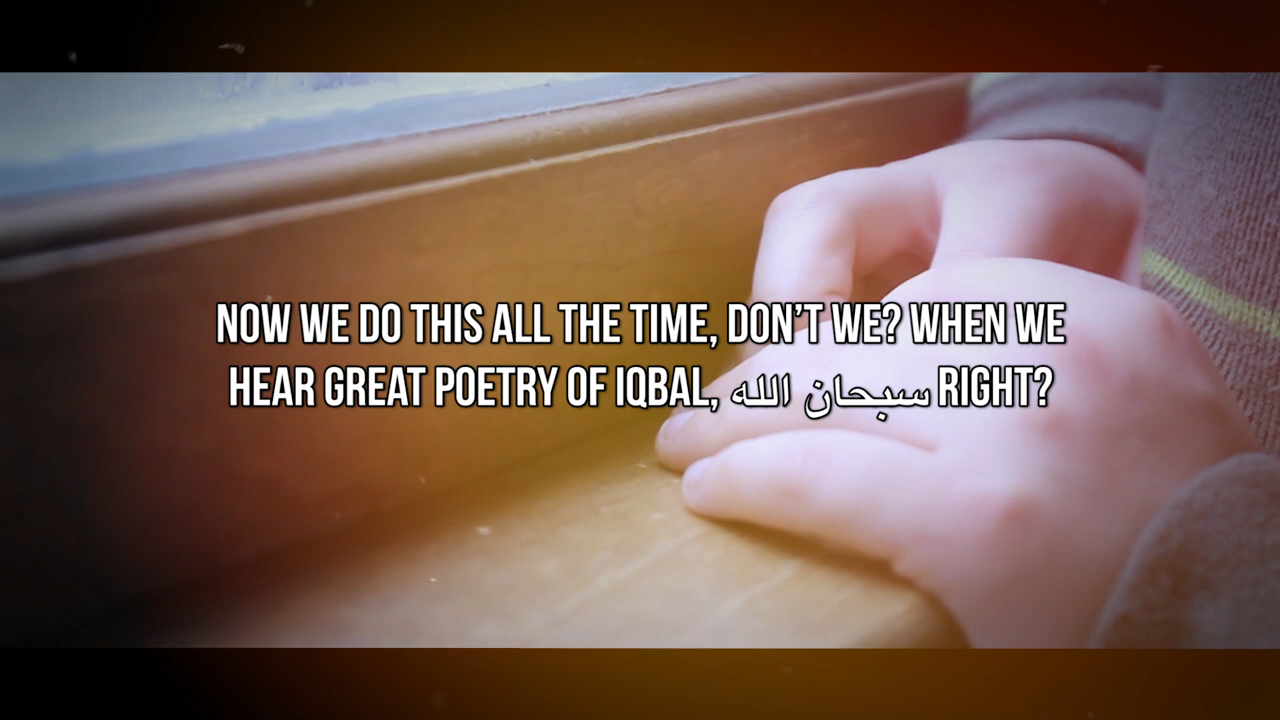 NOW WE DO THIS ALL THE TIME, DON’T WE? WHEN WE
HEAR GREAT POETRY OF IQBAL, سبحان الله RIGHT?